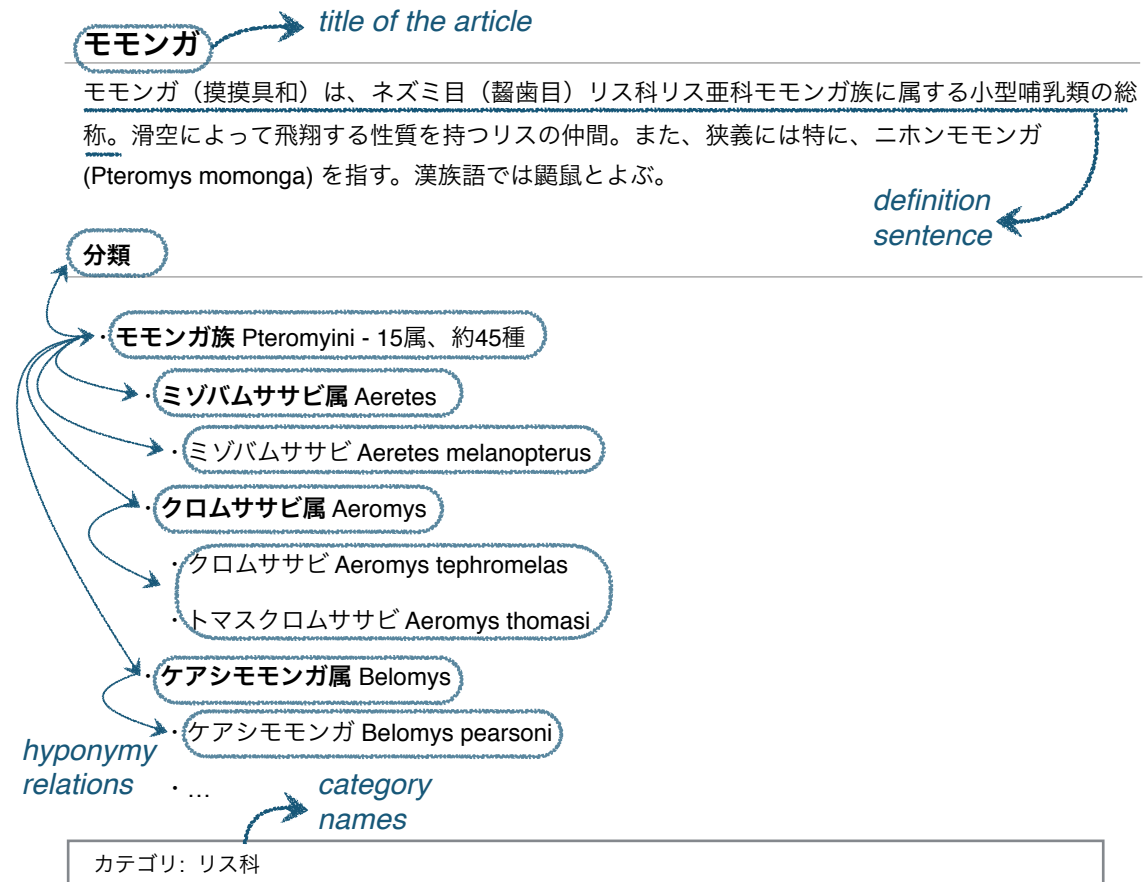 モモンガ
title of the article
モモンガ（摸摸具和）は、ネズミ目（齧歯目）リス科リス亜科モモンガ族に属する小型哺乳類の総
称。滑空によって飛翔する性質を持つリスの仲間。また、狭義には特に、ニホンモモンガ
(Pteromys momonga) を指す。漢族語では鼯鼠とよぶ。
definition
sentence
分類
・モモンガ族 Pteromyini - 15属、約45種
・ミゾバムササビ属 Aeretes
・ミゾバムササビ Aeretes melanopterus
・クロムササビ属 Aeromys
・クロムササビ Aeromys tephromelas
・トマスクロムササビ Aeromys thomasi
・ケアシモモンガ属 Belomys
・ケアシモモンガ Belomys pearsoni
hyponymy
relations
・…
category
names
カテゴリ: リス科